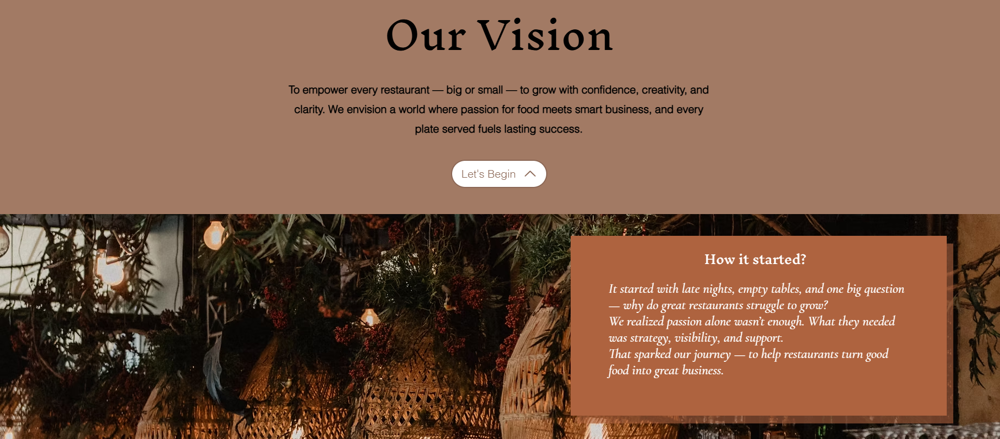 Our Vision
To empower every restaurant — big or small — to grow with confidence, creativity, and
clarity. We envision a world where passion for food meets smart business, and every
plate served fuels lasting success.
Let's Begin
How it started?
It started with late nights, empty tables, and one big question
— why do great restaurants struggle to grow?
We realized passion alone wasn’t enough. What they needed
was strategy, visibility, and support.
That sparked our journey — to help restaurants turn good
food into great business.